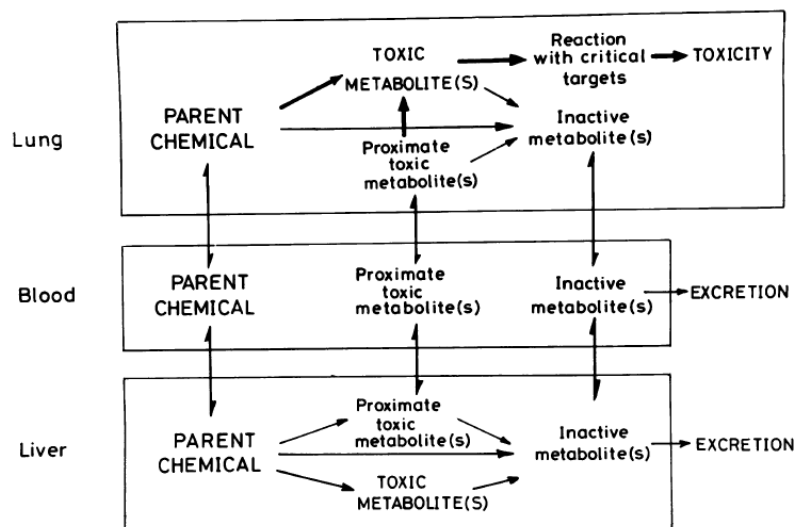 TOXIC
METABOLITE(S)
Reaction
with critical
targets
TOXICITY
PARENT
CHEMICAL
Inactive
metabolite(s)
Proximate
toxic
metabolite(s)
Lung
Blood
PARENT
CHEMICAL
Proximate
toxic
metabolite(s)
Inactive
metabolite(s)
EXCRETION
Liver
PARENT
CHEMICAL
Proximate
toxic
metabolite(s)
Inactive
metabolite(s)
EXCRETION
TOXIC
METABOLITE(S)